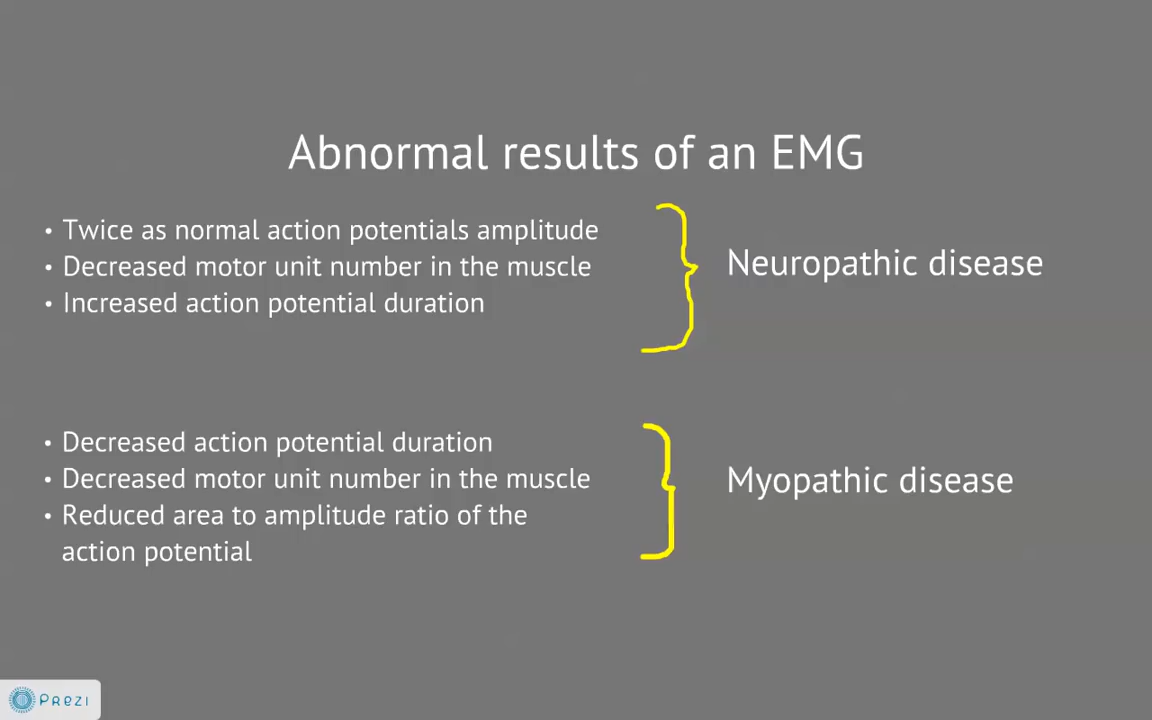 Abnormal results of an EMG
• Twice as normal action potentials amplitude
• Decreased motor unit number in the muscle
• Increased action potential duration
Neuropathic disease
• Decreased action potential duration
• Decreased motor unit number in the muscle
• Reduced area to amplitude ratio of the
action potential
Myopathic disease
Prezi